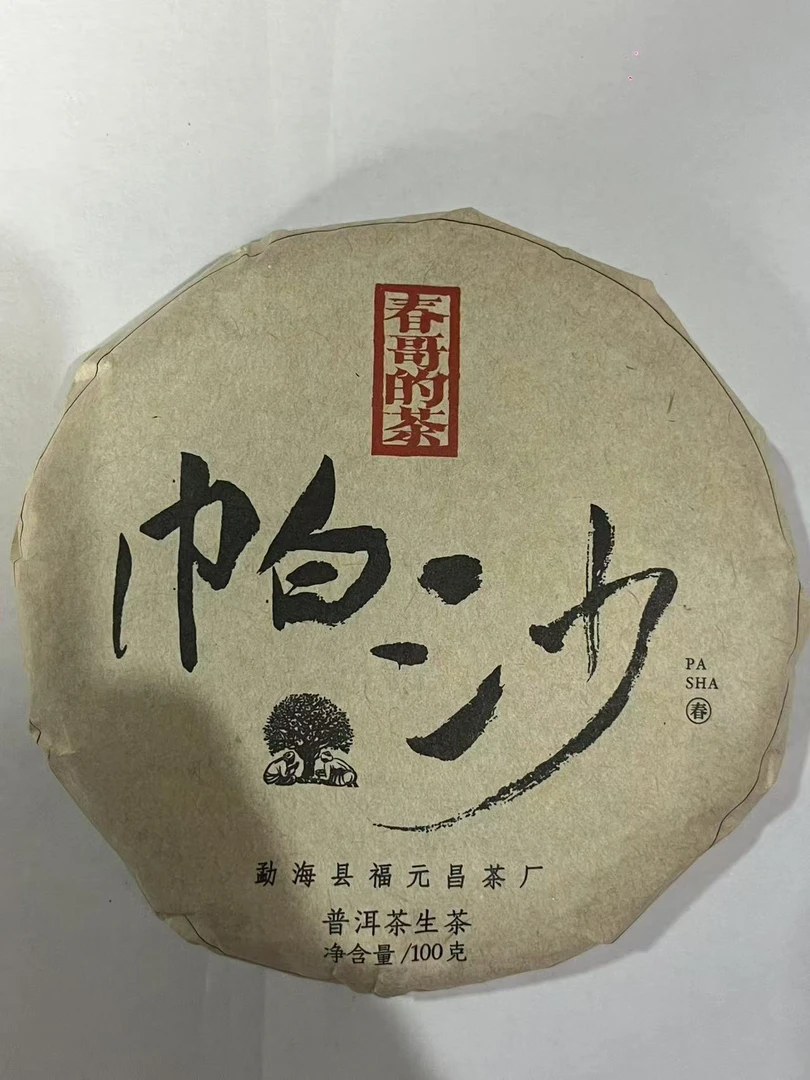 春哥的茶
帕沙
PA
SHA
春
勐海县福元昌茶厂
普洱茶生茶
净含量/100克